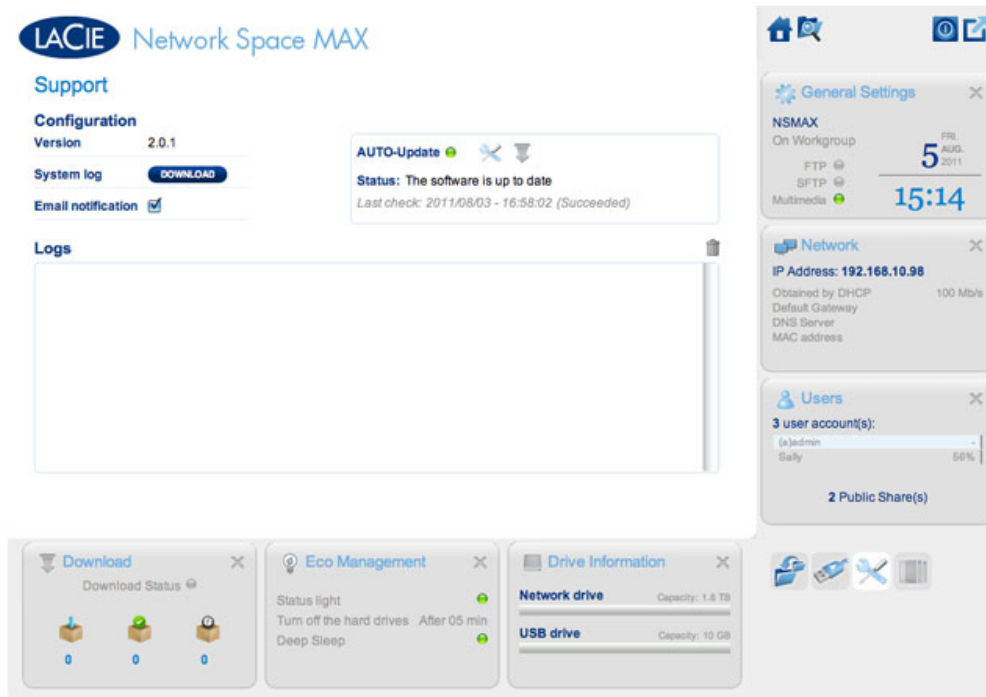 LACIE Network Space MAX
Support
Configuration
Version 2.0.1
System log DOWNLOAD
Email notification
AUTO-Update
Status: The software is up to date
Last check: 2011/08/03 - 16:58:02 (Succeeded)
Logs
General Settings
NSMAX
On Workgroup
FTP
SFTP
Multimedia
FRI.
5 AUG.
2011
15:14
Network
IP Address: 192.168.10.98
Obtained by DHCP 100 Mb/s
Default Gateway
DNS Server
MAC address
Users
3 user account(s):
(a)admin -
Sally 50%
2 Public Share(s)
Download
Download Status
0 0 0
Eco Management
Status light
Turn off the hard drives After 05 min
Deep Sleep
Drive Information
Network drive Capacity: 1.8 TB
USB drive Capacity: 10 GB